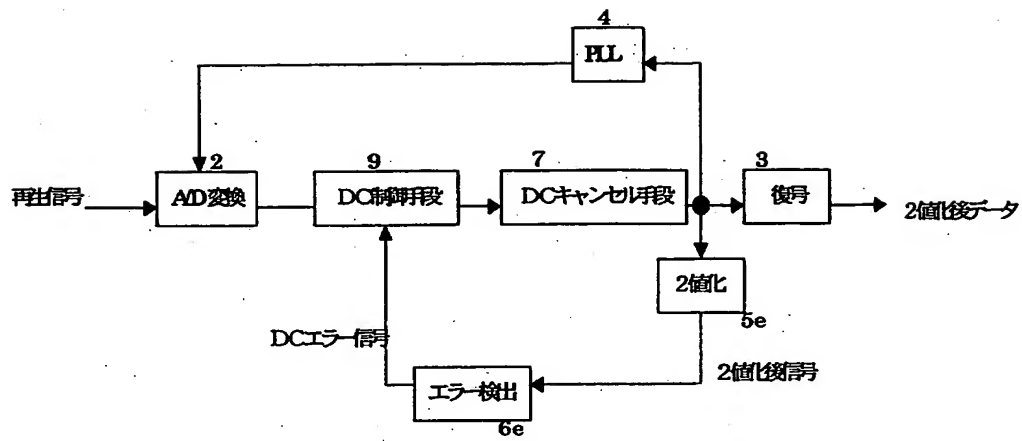 4
PLL
2
9
7
3
再生信号
A/D変換
DC制御手段
DCキャンセル手段
復号
2値化後データ
2値化
5e
DCエラー信号
2値化後信号
エラー検出
6e